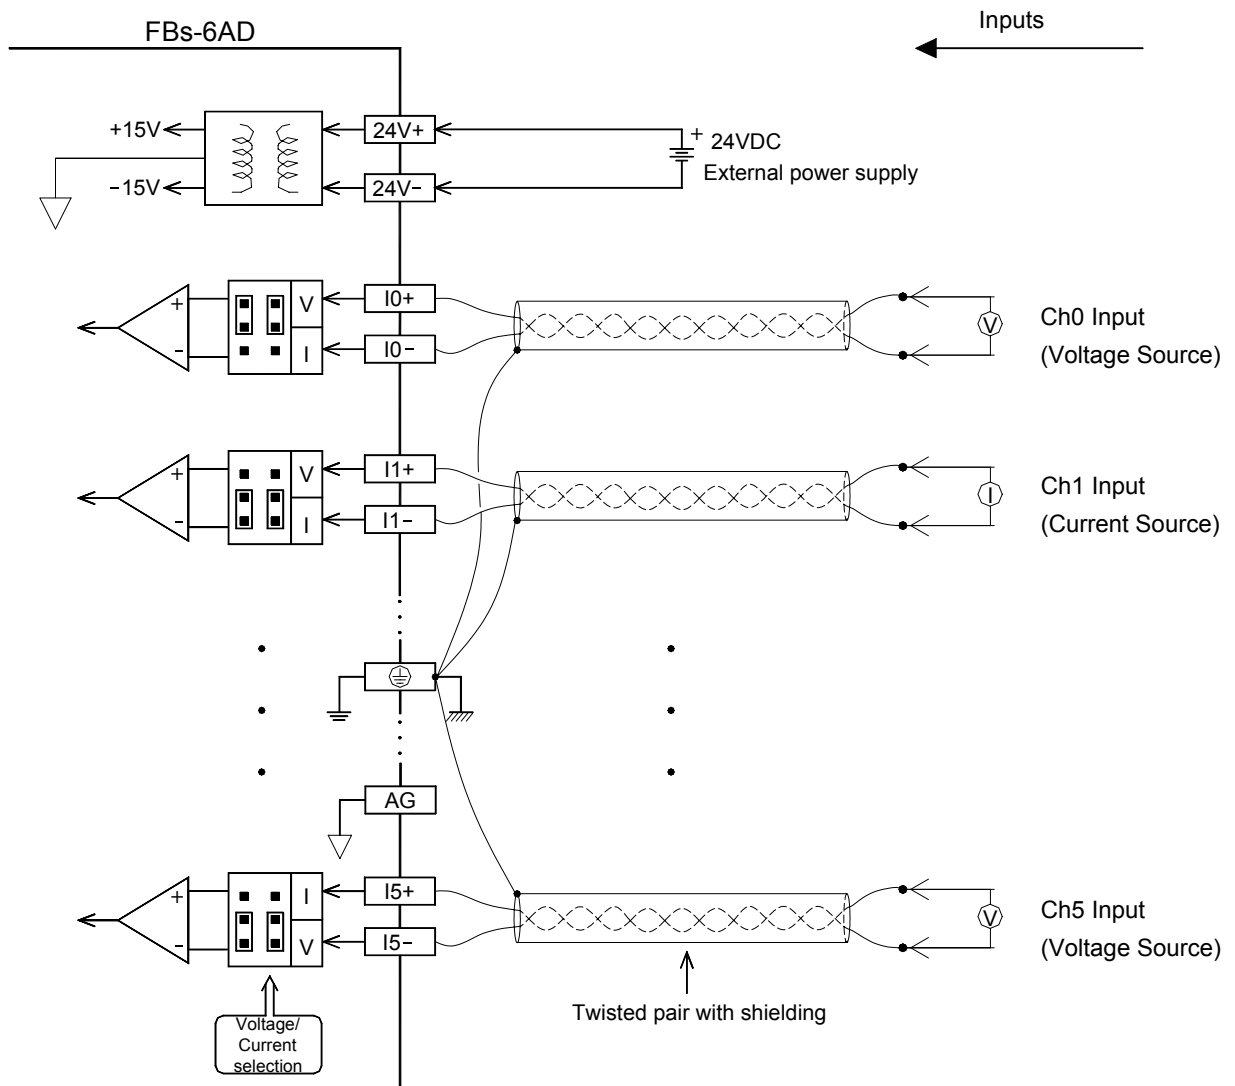 FBs-6AD
Inputs
+15V
24V+
+ 24VDC
External power supply
−15V
24V−
+
V
I0+
V
Ch0 Input
−
I
I0−
(Voltage Source)
+
V
I1+
I
Ch1 Input
−
I
I1−
(Current Source)
AG
+
I
I5+
V
Ch5 Input
−
V
I5−
(Voltage Source)
Twisted pair with shielding
Voltage/
Current
selection